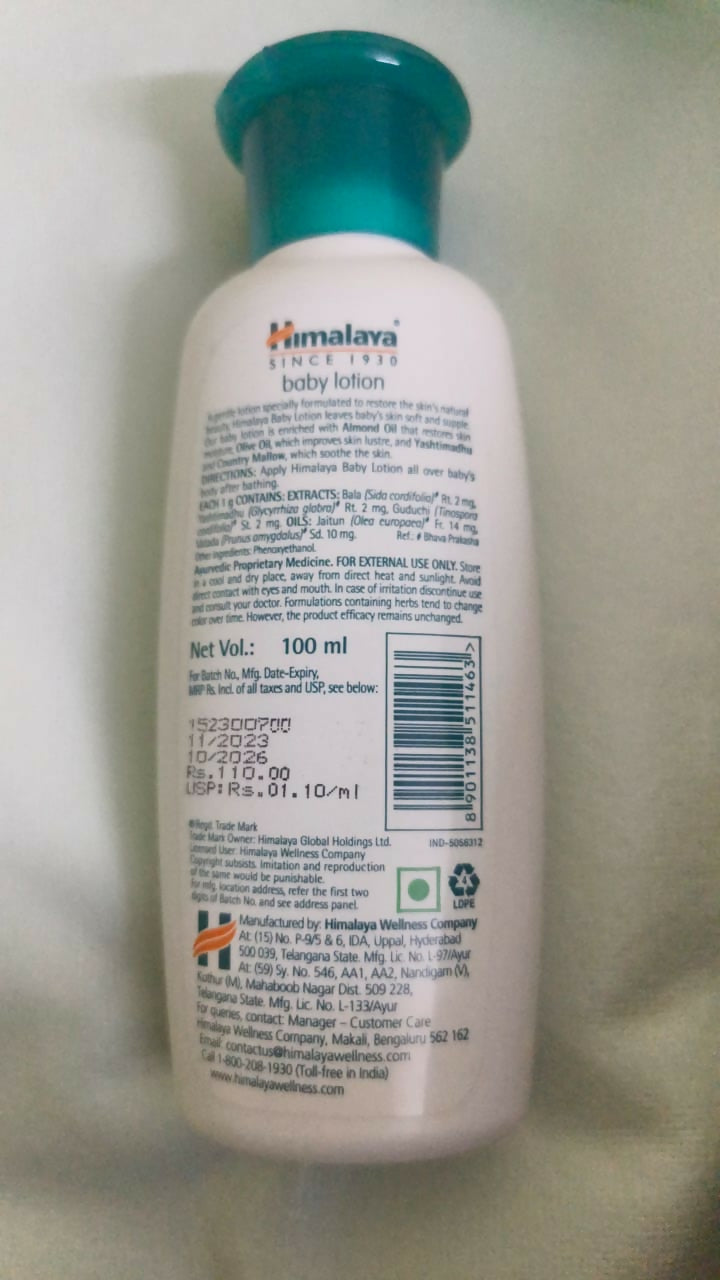 Himalaya®
SINCE 1930
baby lotion
A gentle lotion specially formulated to restore the skin's natural
beauty, Himalaya Baby Lotion leaves baby's skin soft and supple.
Our baby lotion is enriched with Almond Oil that restores skin
moisture, Olive Oil, which improves skin lustre, and Yashtimadhu
and Country Mallow, which soothe the skin.
DIRECTIONS: Apply Himalaya Baby Lotion all over baby's
body after bathing.
EACH 1 g CONTAINS: EXTRACTS: Bala (Sida cordifolia)# Rt. 2 mg,
Yashtimadhu (Glycyrrhiza glabra)# Rt. 2 mg, Guduchi (Tinospora
cordifolia)# St. 2 mg. OILS: Jaitun (Olea europaea)# Fr. 14 mg,
(Prunus amygdalus)# Sd. 10 mg. Ref.: # Bhava Prakasha
Other ingredients: Phenoxyethanol.
Ayurvedic Proprietary Medicine. FOR EXTERNAL USE ONLY. Store
in a cool and dry place, away from direct heat and sunlight. Avoid
direct contact with eyes and mouth. In case of irritation discontinue use
and consult your doctor. Formulations containing herbs tend to change
color over time. However, the product efficacy remains unchanged.
Net Vol.: 100 ml
For Batch No., Mfg. Date-Expiry,
MRP Rs. Incl. of all taxes and USP, see below:
152300700
11/2023
10/2026
Rs.110.00
USP:Rs.01.10/ml
8 901138 511463 >
® Regd. Trade Mark
Trade Mark Owner: Himalaya Global Holdings Ltd.
Licensed User: Himalaya Wellness Company
Copyright subsists. Imitation and reproduction
of the same would be punishable.
For mfg. location address, refer the first two
digits of Batch No. and see address panel.
IND-5056312
4
LDPE
Manufactured by: Himalaya Wellness Company
At: (15) No. P-9/5 & 6, IDA, Uppal, Hyderabad
500 039, Telangana State. Mfg. Lic. No. L-97/Ayur
At: (59) Sy. No. 546, AA1, AA2, Nandigam (V),
Kothur (M), Mahaboob Nagar Dist. 509 228,
Telangana State. Mfg. Lic. No. L-133/Ayur
For queries, contact: Manager – Customer Care
Himalaya Wellness Company, Makali, Bengaluru 562 162
Email: contactus@himalayawellness.com
Call 1-800-208-1930 (Toll-free in India)
www.himalayawellness.com